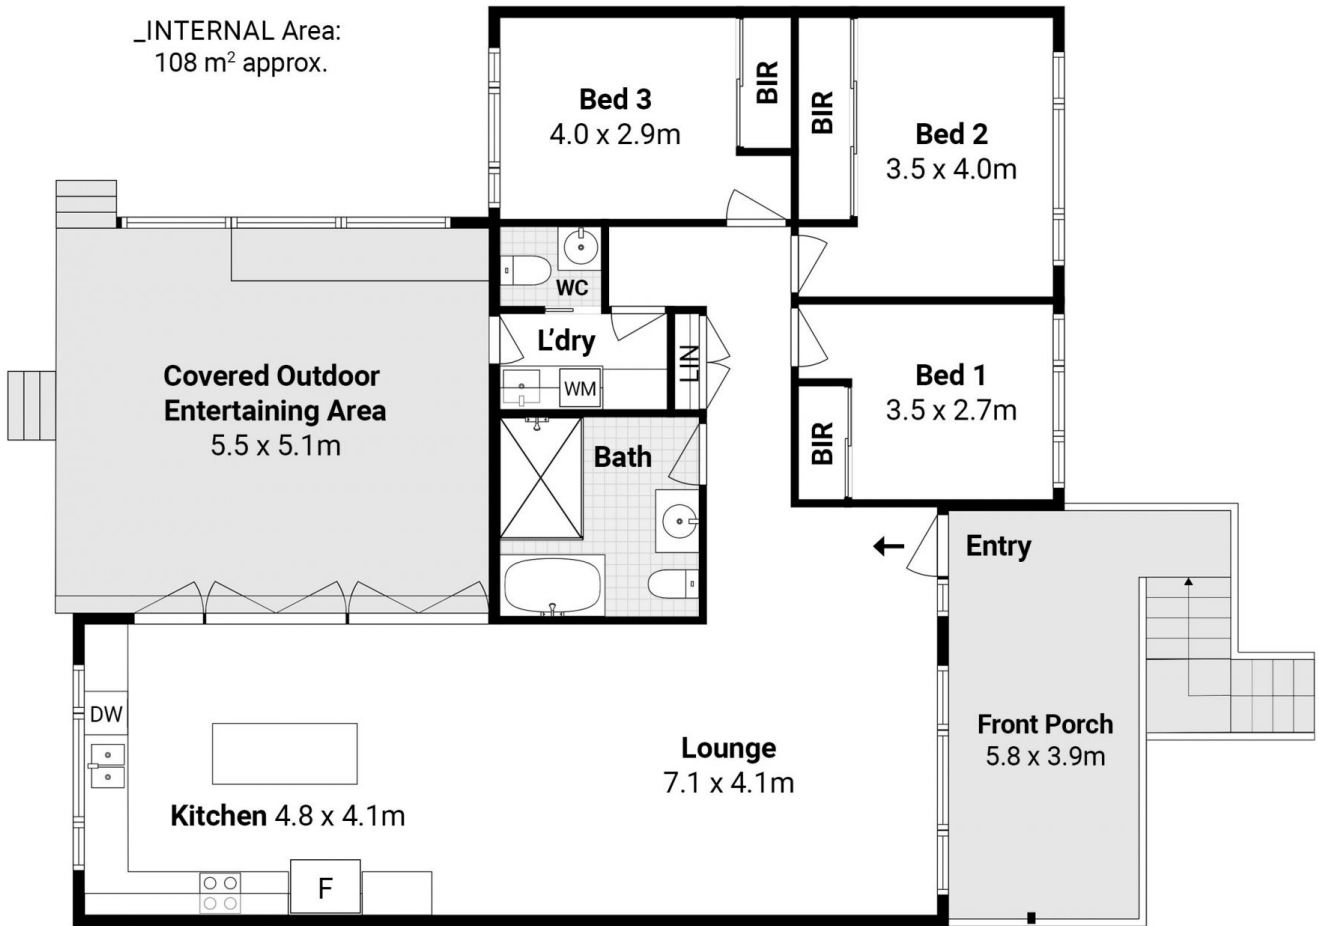 _INTERNAL Area:
108 m² approx.
Bed 3
4.0 x 2.9m
BIR
BIR
Bed 2
3.5 x 4.0m
WC
L'dry
WM
LIN
Bed 1
3.5 x 2.7m
BIR
Covered Outdoor
Entertaining Area
5.5 x 5.1m
Bath
Entry
DW
Kitchen 4.8 x 4.1m
F
Lounge
7.1 x 4.1m
Front Porch
5.8 x 3.9m